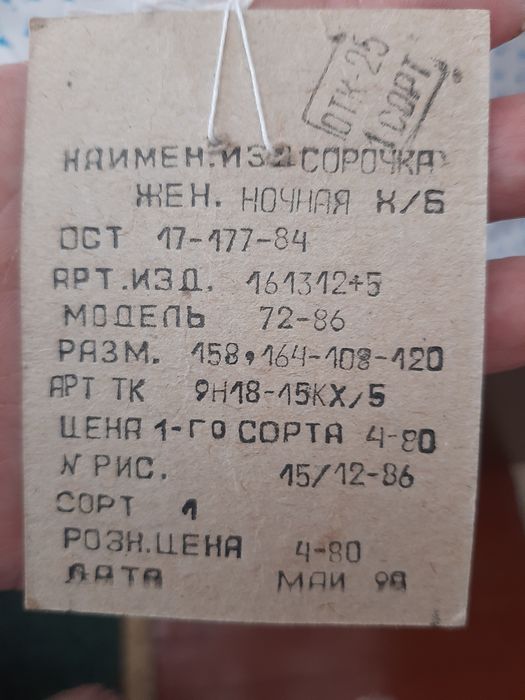 ОТК-25
1 СОРТ
НАИМЕН.ИЗД СОРОЧКА
ЖЕН. НОЧНАЯ Х/Б
ОСТ 17-177-84
АРТ.ИЗД. 161312+5
МОДЕЛЬ 72-86
РАЗМ. 158,164-108-120
АРТ ТК 9Н18-15КХ/5
ЦЕНА 1-ГО СОРТА 4-80
N РИС. 15/12-86
СОРТ 1
РОЗН.ЦЕНА 4-80
ДАТА МАЙ